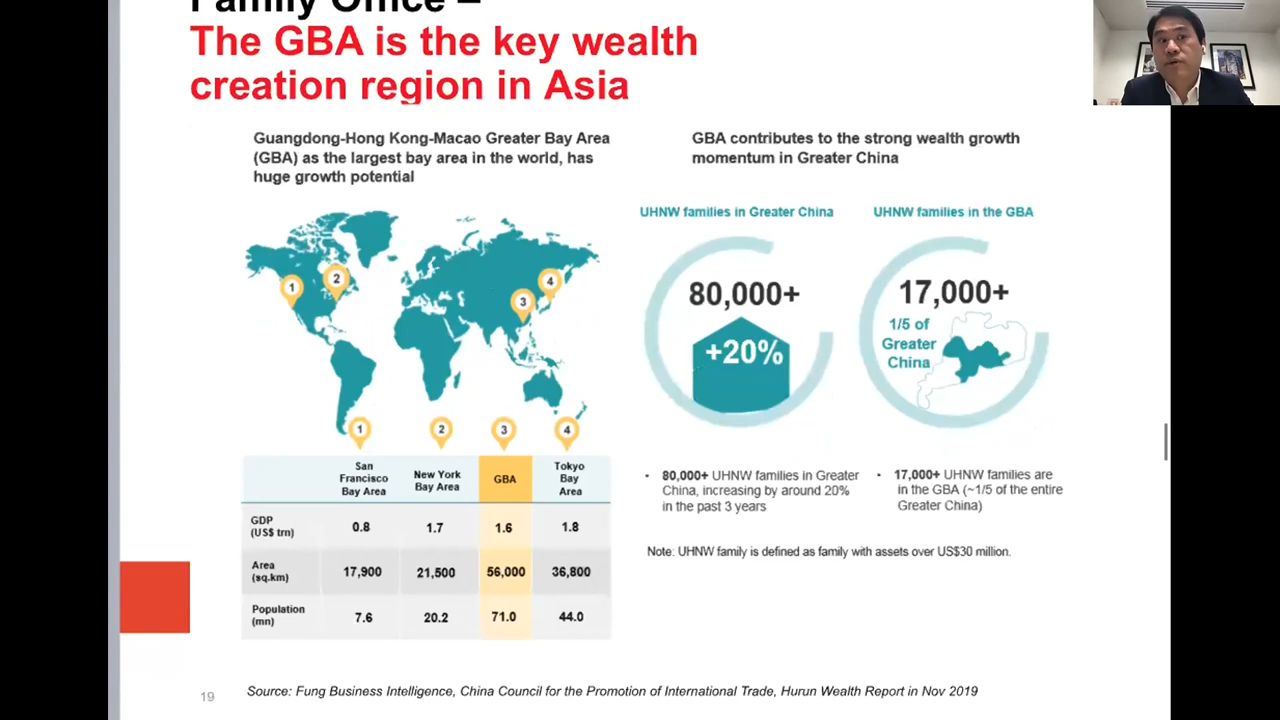 Family Office –
The GBA is the key wealth
creation region in Asia
Guangdong-Hong Kong-Macao Greater Bay Area
(GBA) as the largest bay area in the world, has
huge growth potential
1
2
3
4
1
2
3
4
San
Francisco
Bay Area
New York
Bay Area
GBA
Tokyo
Bay
Area
GDP
(US$ trn)
0.8
1.7
1.6
1.8
Area
(sq.km)
17,900
21,500
56,000
36,800
Population
(mn)
7.6
20.2
71.0
44.0
GBA contributes to the strong wealth growth
momentum in Greater China
UHNW families in Greater China
80,000+
+20%
UHNW families in the GBA
17,000+
1/5 of
Greater
China
• 80,000+ UHNW families in Greater
China, increasing by around 20%
in the past 3 years
• 17,000+ UHNW families are
in the GBA (~1/5 of the entire
Greater China)
Note: UHNW family is defined as family with assets over US$30 million.
19
Source: Fung Business Intelligence, China Council for the Promotion of International Trade, Hurun Wealth Report in Nov 2019